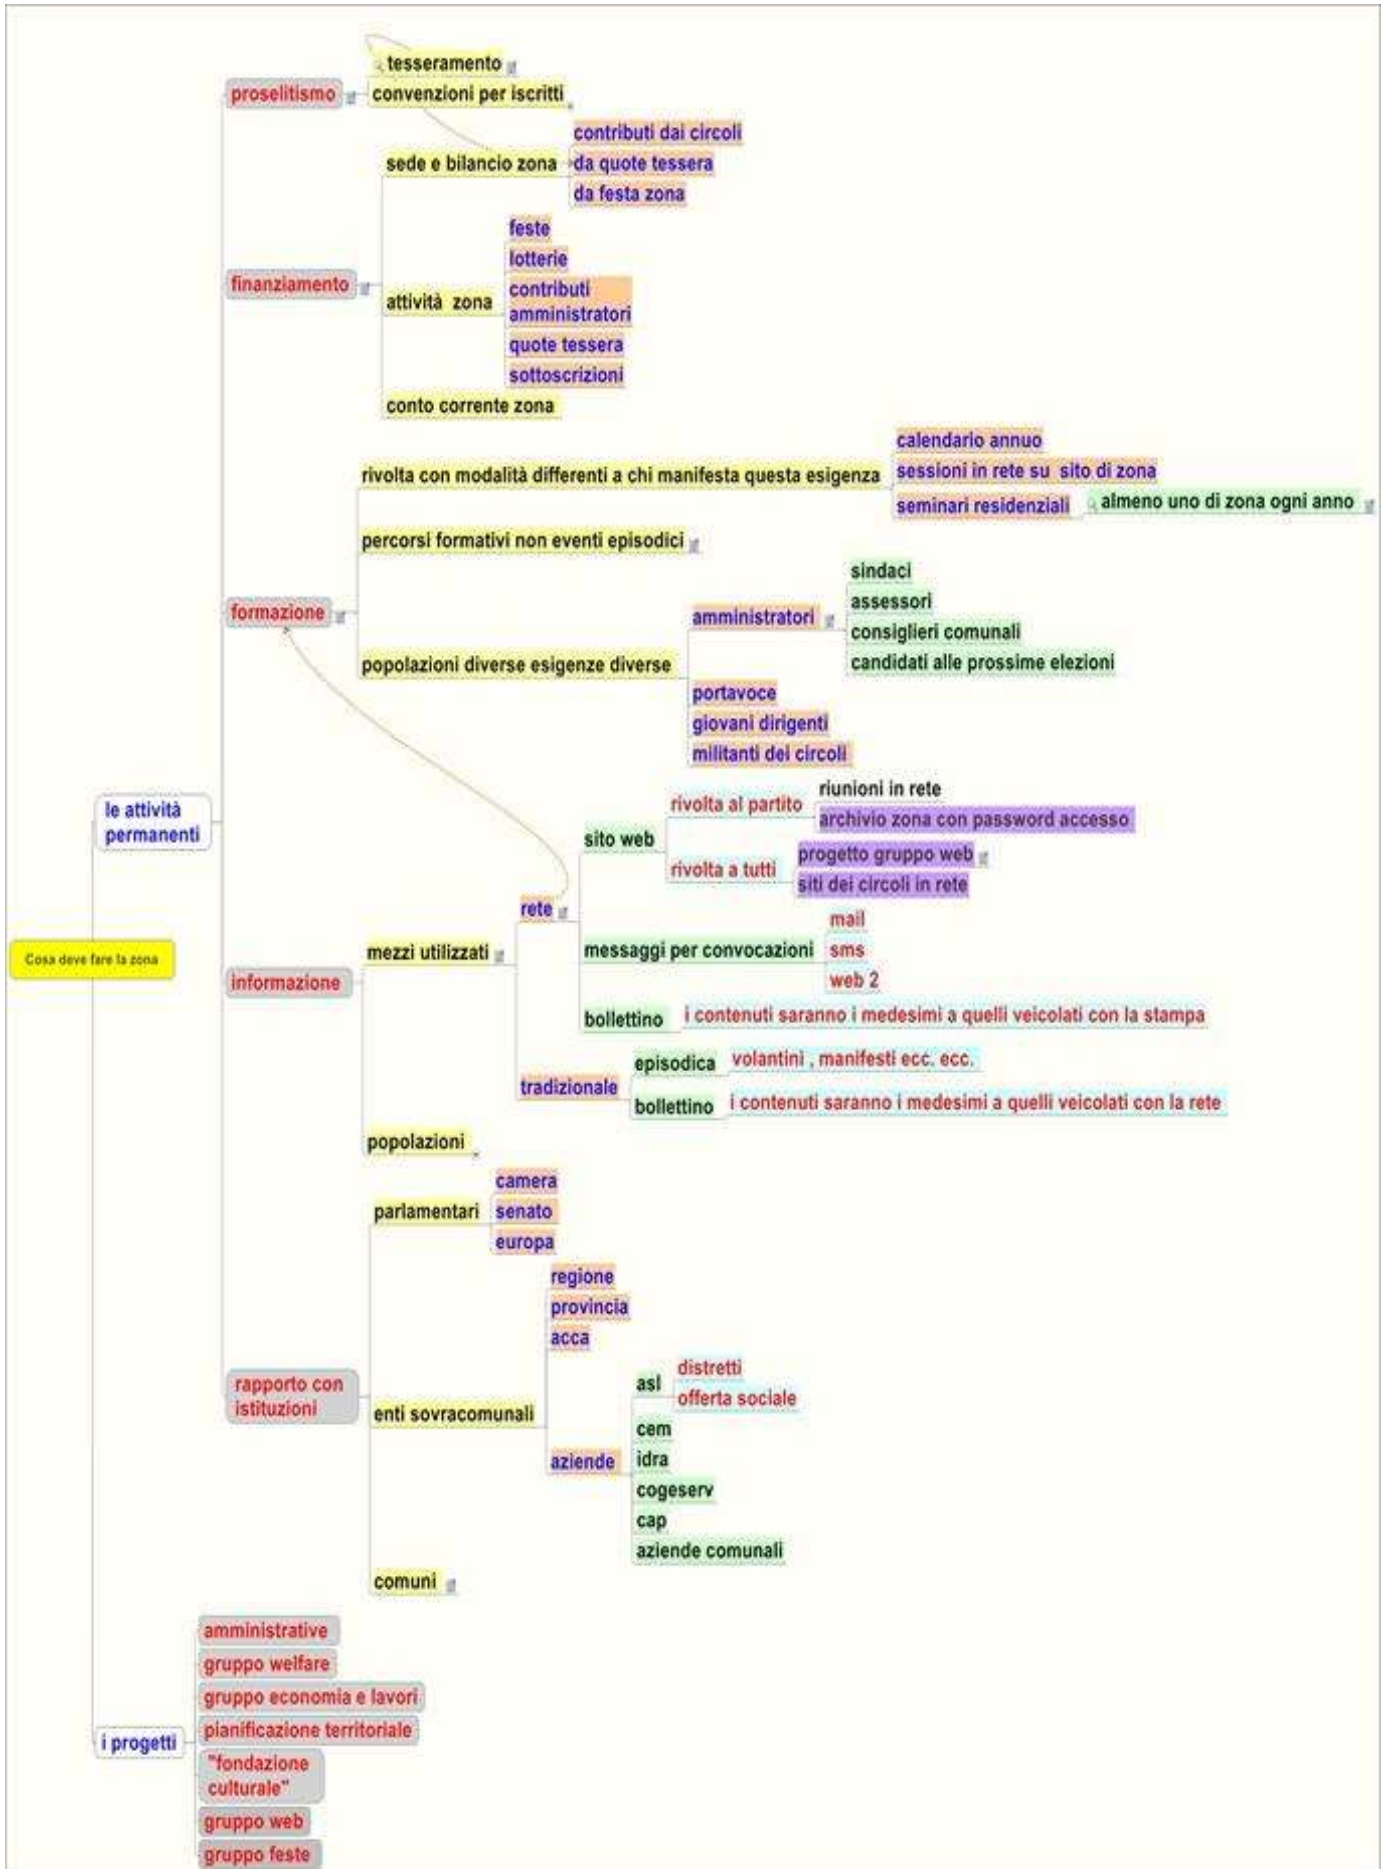 tesseramento
proselitismo
convenzioni per iscritti
contributi dai circoli
sede e bilancio zona
da quote tessera
da festa zona
feste
lotterie
finanziamento
contributi
amministratori
attività zona
quote tessera
sottoscrizioni
conto corrente zona
calendario annuo
rivolta con modalità differenti a chi manifesta questa esigenza
sessioni in rete su sito di zona
seminari residenziali
almeno uno di zona ogni anno
percorsi formativi non eventi episodici
formazione
sindaci
assessori
amministratori
consiglieri comunali
candidati alle prossime elezioni
popolazioni diverse esigenze diverse
portavoce
giovani dirigenti
militanti dei circoli
le attività
permanenti
riunioni in rete
rivolta al partito
archivio zona con password accesso
sito web
progetto gruppo web
rivolta a tutti
siti dei circoli in rete
rete
Cosa deve fare la zona
mezzi utilizzati
mail
messaggi per convocazioni
sms
web 2
informazione
bollettino
i contenuti saranno i medesimi a quelli veicolati con la stampa
episodica
volantini , manifesti ecc. ecc.
tradizionale
bollettino
i contenuti saranno i medesimi a quelli veicolati con la rete
popolazioni
camera
parlamentari
senato
europa
regione
provincia
acca
rapporto con
istituzioni
distretti
asl
offerta sociale
enti sovracomunali
cem
aziende
idra
cogeserv
cap
aziende comunali
comuni
amministrative
gruppo welfare
gruppo economia e lavori
pianificazione territoriale
i progetti
"fondazione
culturale"
gruppo web
gruppo feste